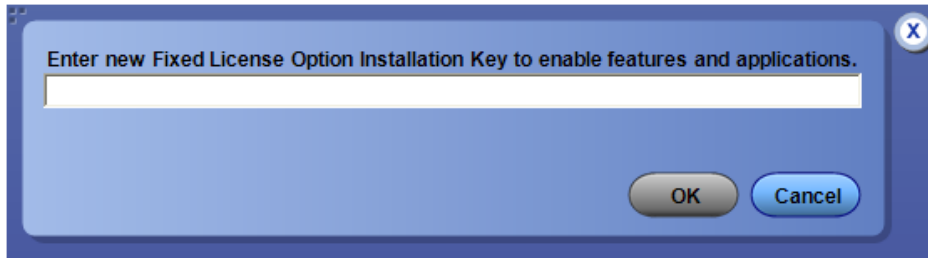 X
Enter new Fixed License Option Installation Key to enable features and applications.
OK
Cancel